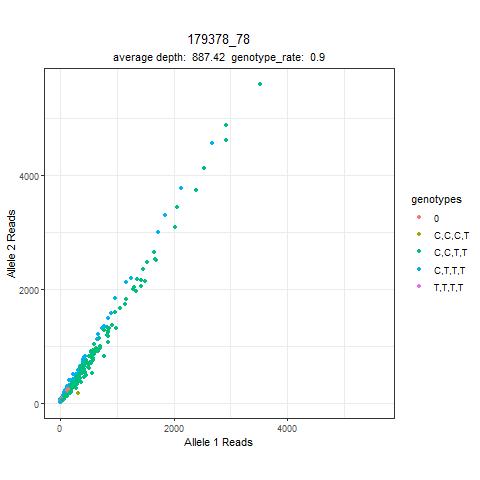 179378_78
average depth:  887.42  genotype_rate:  0.9
Allele 2 Reads
4000
2000
0
0
2000
4000
Allele 1 Reads
genotypes
0
C,C,C,T
C,C,T,T
C,T,T,T
T,T,T,T